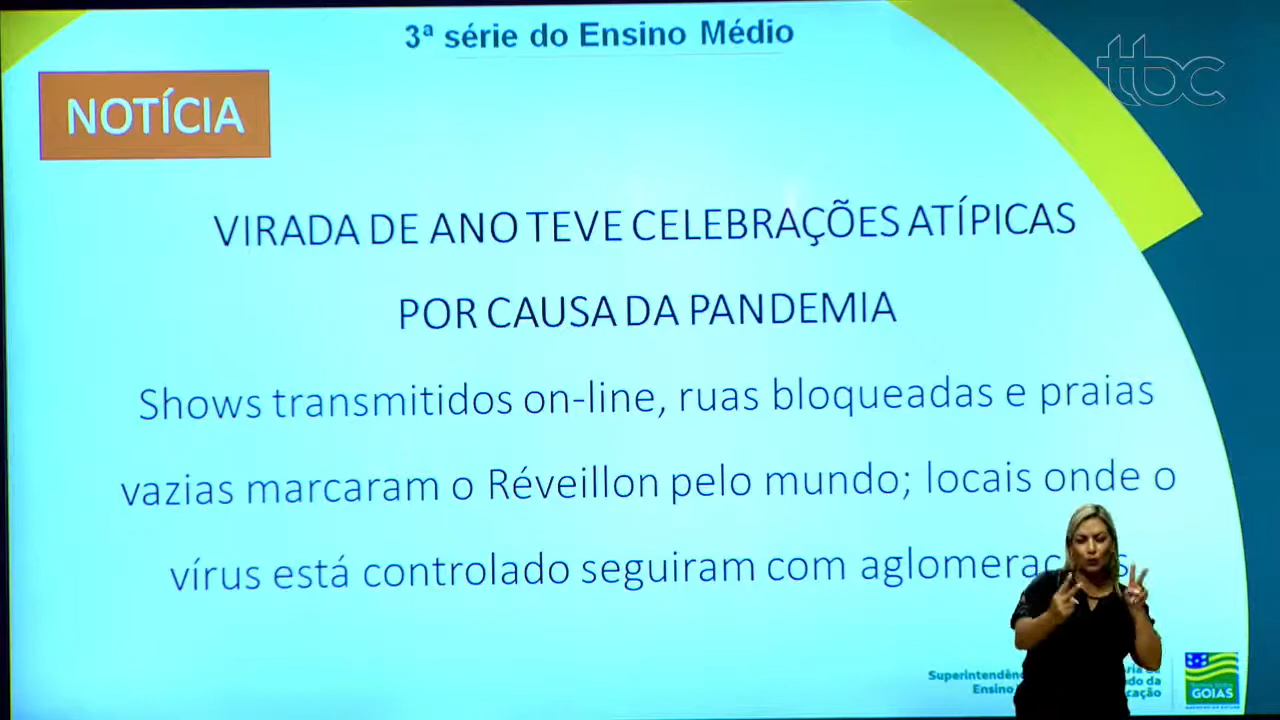 3ª série do Ensino Médio
tbc
NOTÍCIA
VIRADA DE ANO TEVE CELEBRAÇÕES ATÍPICAS
POR CAUSA DA PANDEMIA
Shows transmitidos on-line, ruas bloqueadas e praias
vazias marcaram o Réveillon pelo mundo; locais onde o
vírus está controlado seguiram com
Ensino
GOIÁS